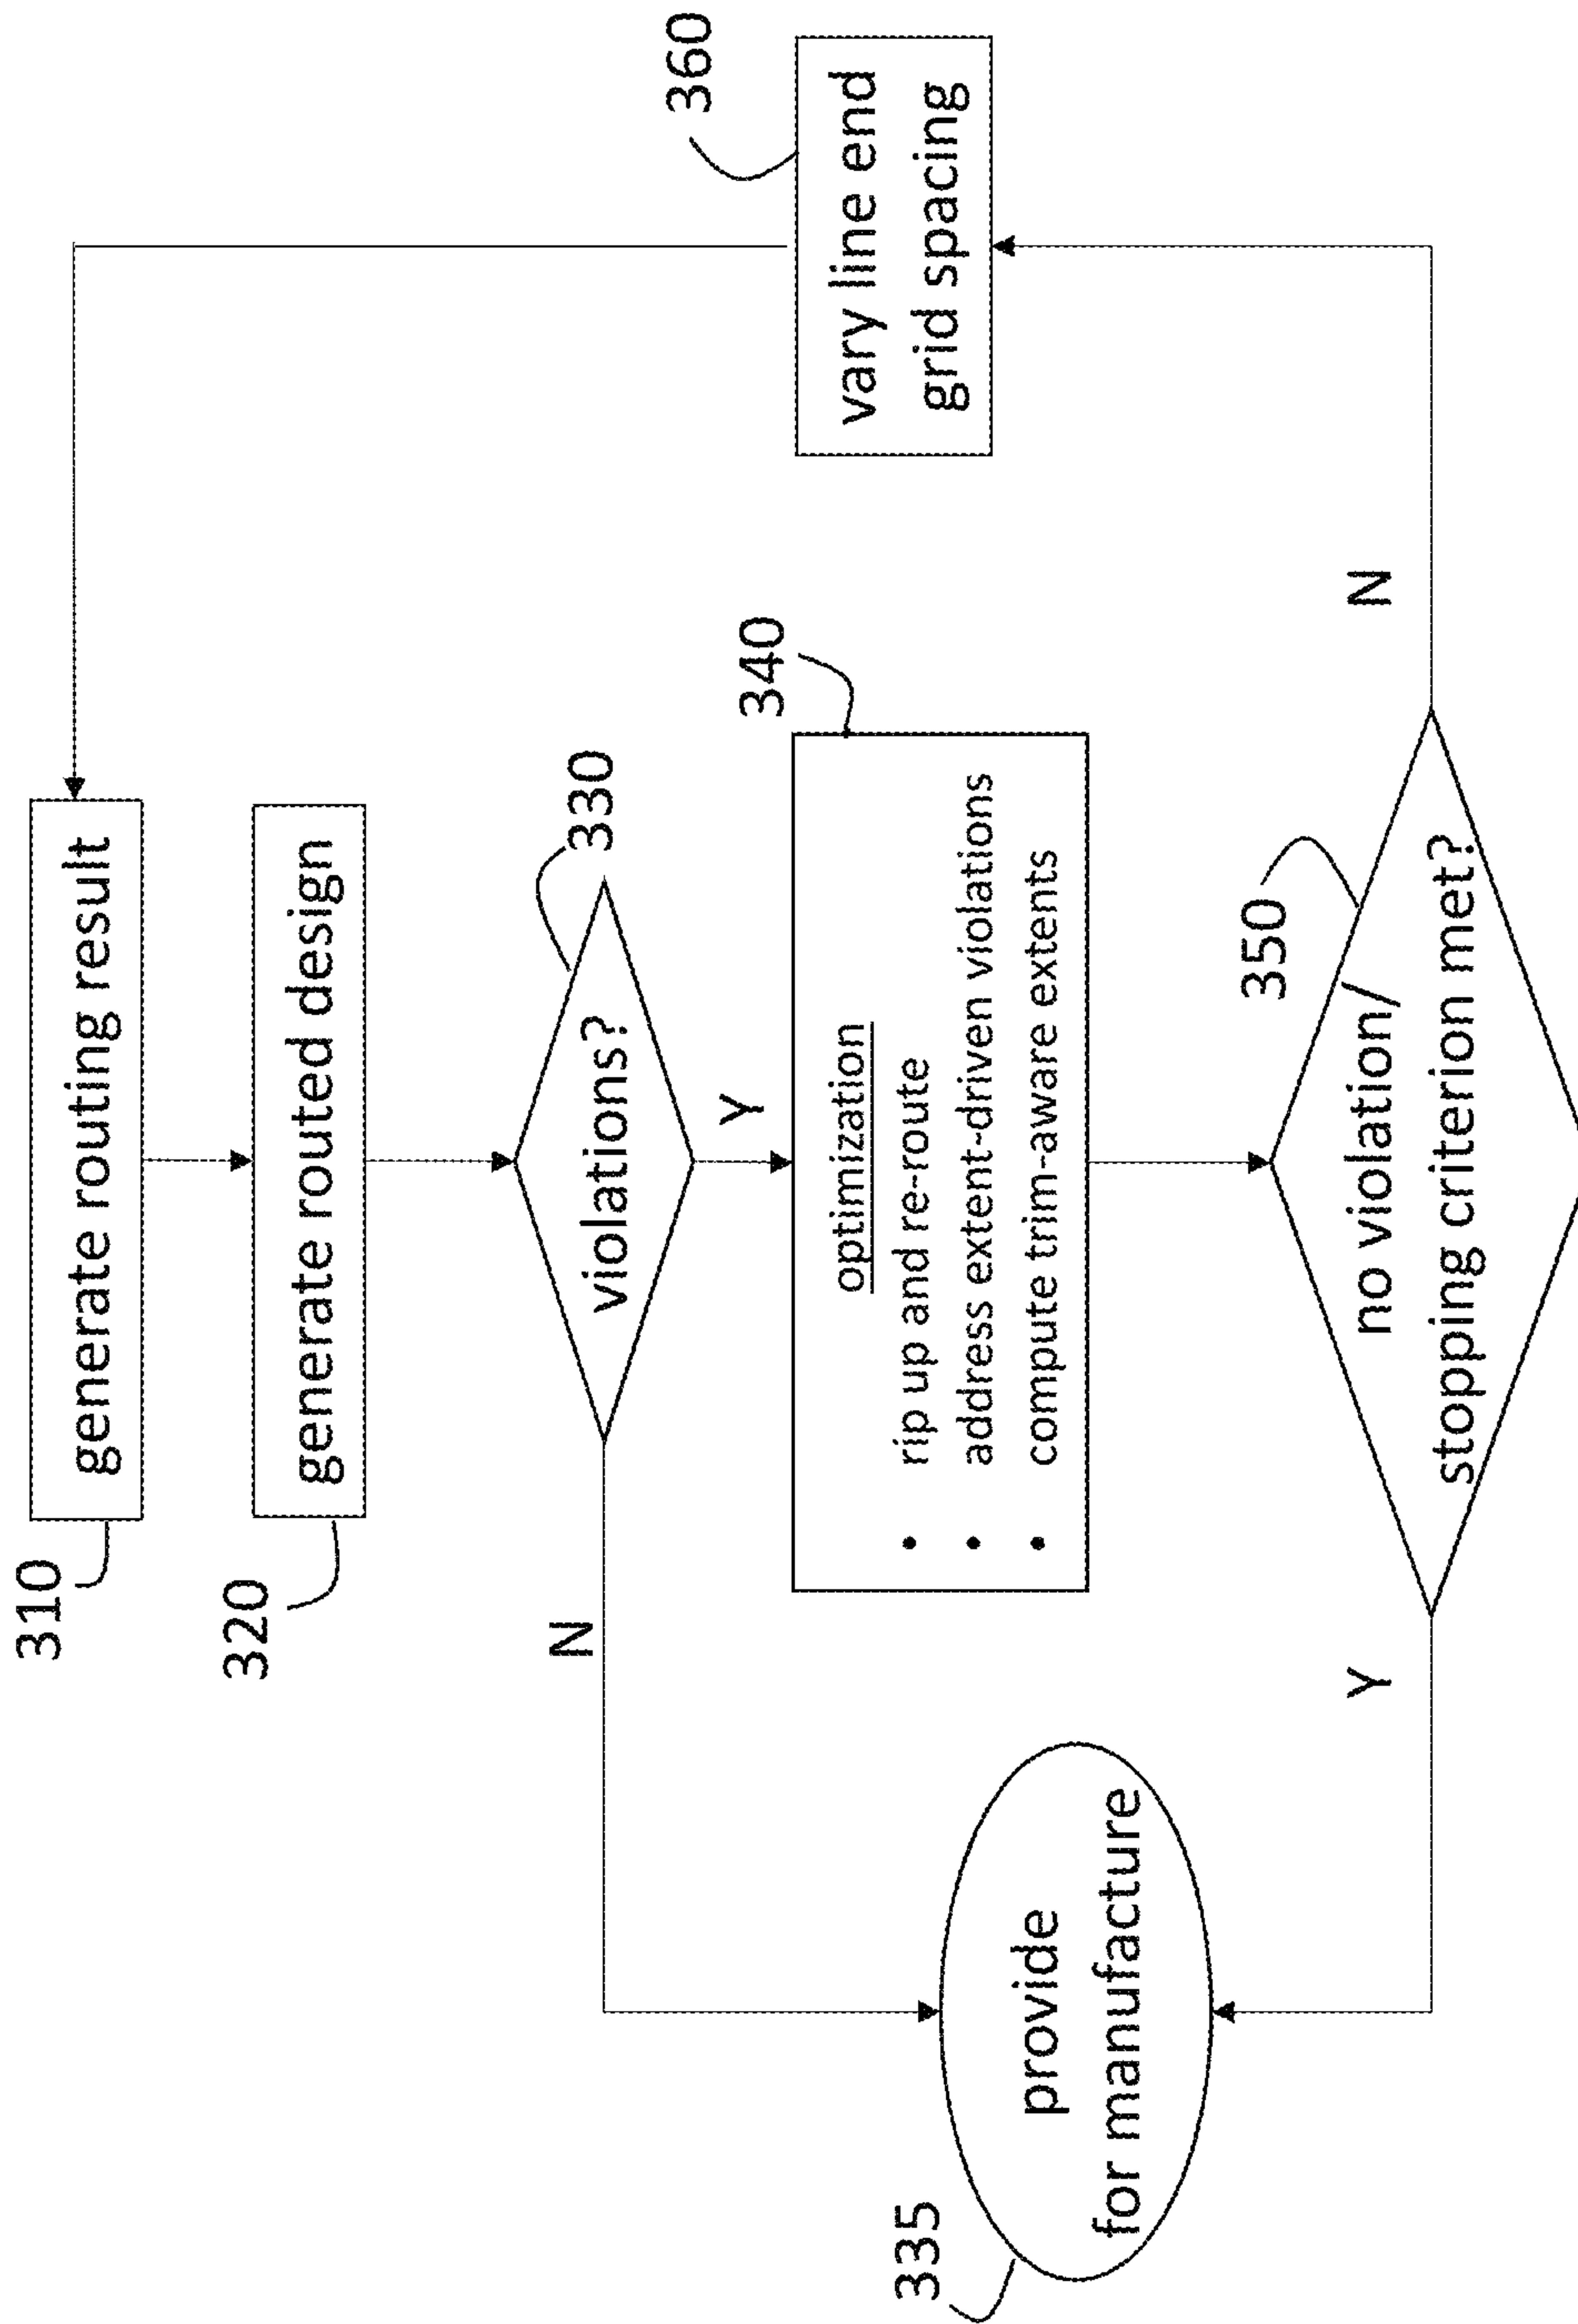 310
generate routing result
320
generate routed design
violations?
330
N
Y
340
optimization
• rip up and re-route
• address extent-driven violations
• compute trim-aware extents
335
provide
for manufacture
360
vary line end
grid spacing
350
no violation/
stopping criterion met?
Y
N